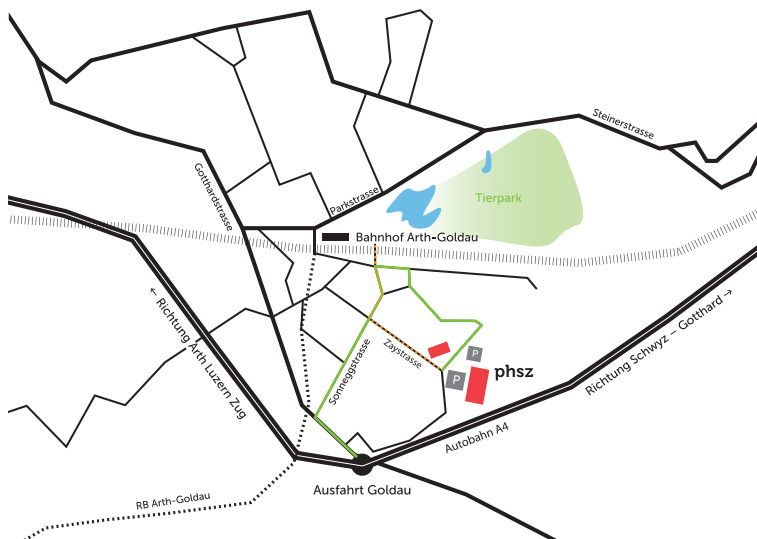 Steinerstrasse
Gotthardstrasse
Parkstrasse
Tierpark
Bahnhof Arth-Goldau
← Richtung Arth Luzern Zug
Richtung Schwyz – Gotthard →
Zaystrasse
Sonneggstrasse
P
P
phsz
Autobahn A4
Ausfahrt Goldau
RB Arth-Goldau